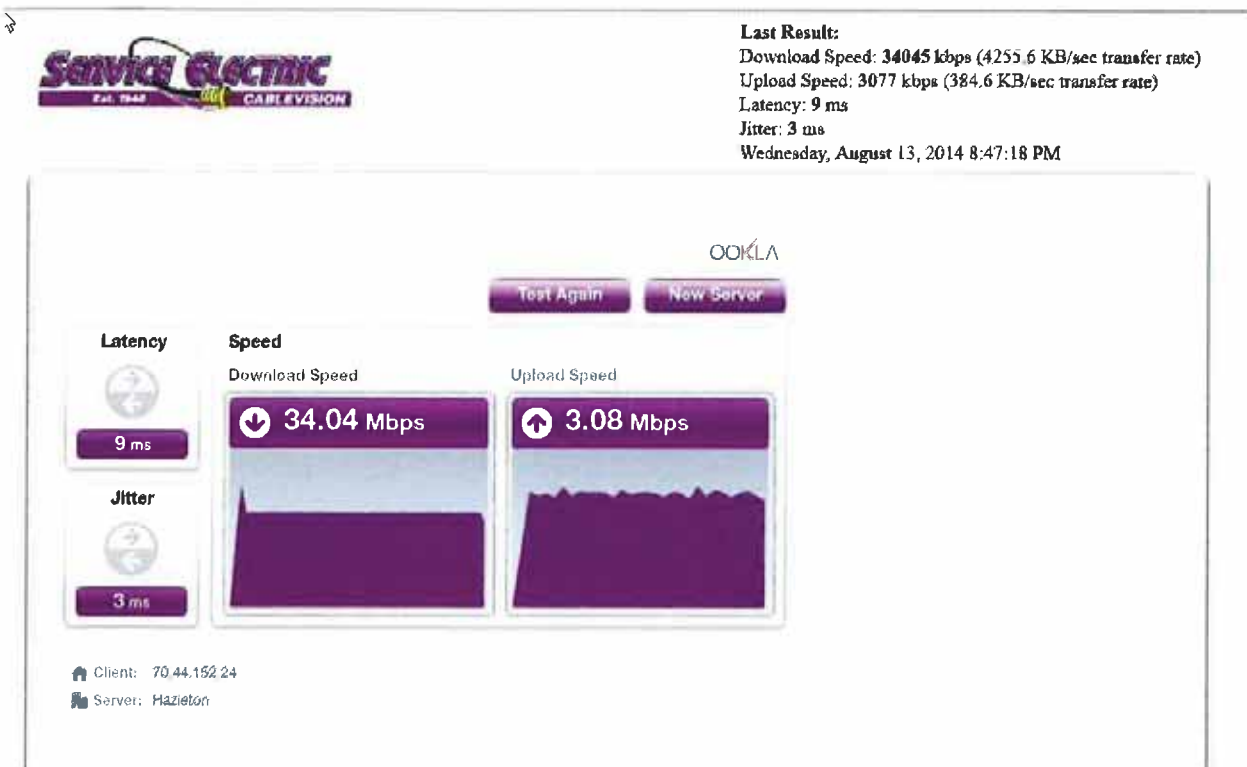 SERVICE ELECTRIC
Est. 1948 CABLEVISION
Last Result:
Download Speed: 34045 kbps (4255.6 KB/sec transfer rate)
Upload Speed: 3077 kbps (384.6 KB/sec transfer rate)
Latency: 9 ms
Jitter: 3 ms
Wednesday, August 13, 2014 8:47:18 PM
OOKLA
Test Again New Server
Latency Speed
Download Speed Upload Speed
34.04 Mbps 3.08 Mbps
9 ms
Jitter
3 ms
Client: 70.44.152.24
Server: Hazleton